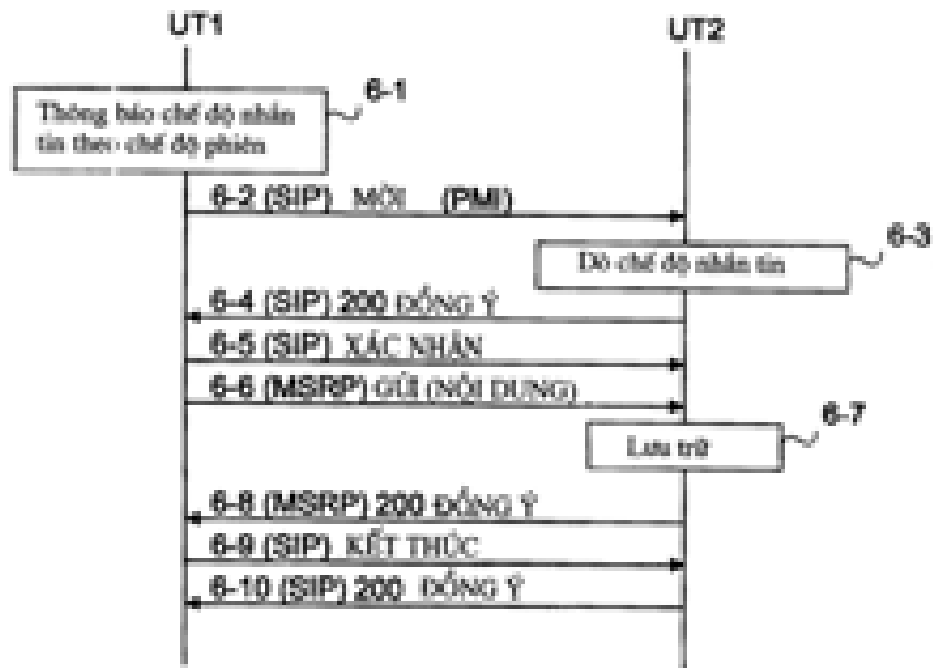 UT1
UT2
6-1
Thông báo chế độ nhắn
tin theo chế độ phiên
6-2 (SIP) MỜI (PMI)
6-3
Dò chế độ nhắn tin
6-4 (SIP) 200 ĐỒNG Ý
6-5 (SIP) XÁC NHẬN
6-6 (MSRP) GỬI (NỘI DUNG)
6-7
Lưu trữ
6-8 (MSRP) 200 ĐỒNG Ý
6-9 (SIP) KẾT THÚC
6-10 (SIP) 200 ĐỒNG Ý